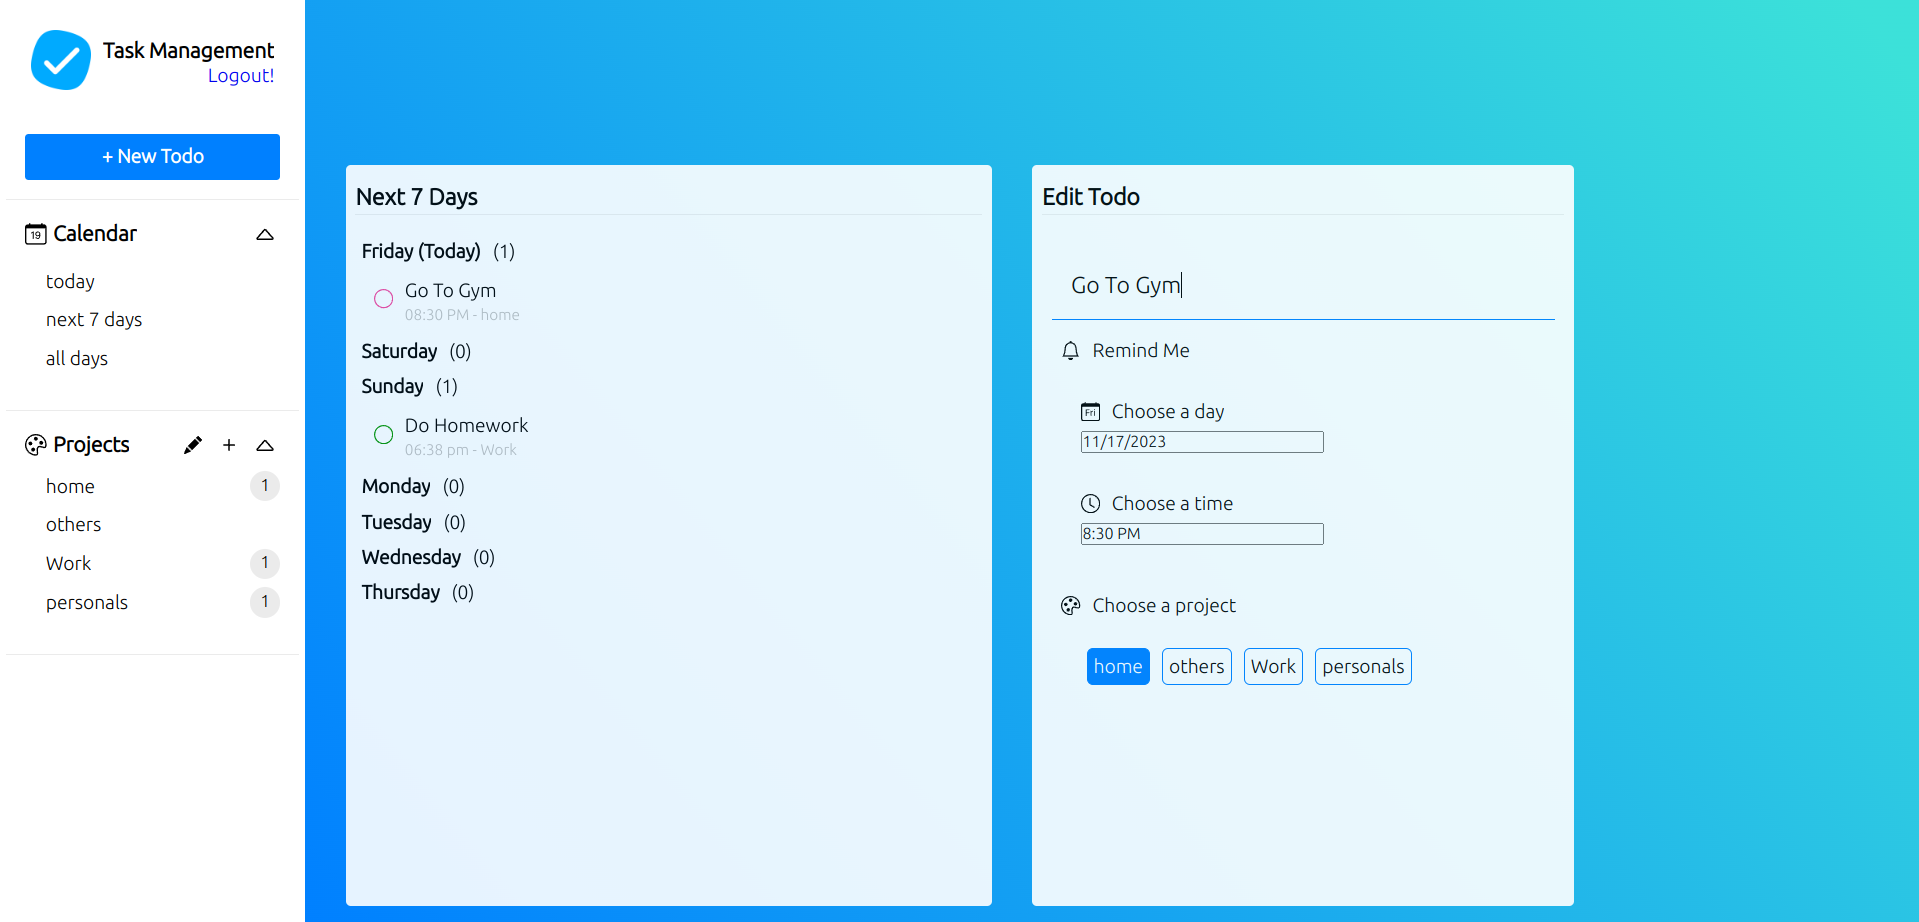 Task Management
Logout!
+ New Todo
19 Calendar
today
next 7 days
all days
Projects +
home 1
others
Work 1
personals 1
Next 7 Days
Friday (Today) (1)
Go To Gym
08:30 PM - home
Saturday (0)
Sunday (1)
Do Homework
06:38 pm - Work
Monday (0)
Tuesday (0)
Wednesday (0)
Thursday (0)
Edit Todo
Go To Gym
Remind Me
Fri Choose a day
11/17/2023
Choose a time
8:30 PM
Choose a project
home others Work personals